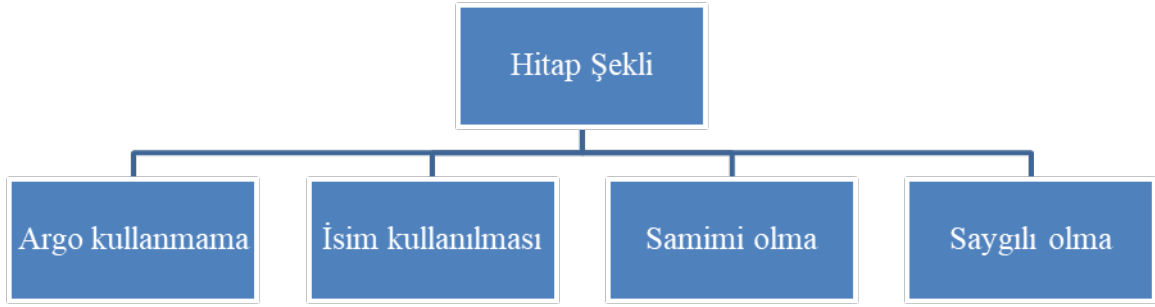 Hitap Şekli
Argo kullanmama
İsim kullanılması
Samimi olma
Saygılı olma